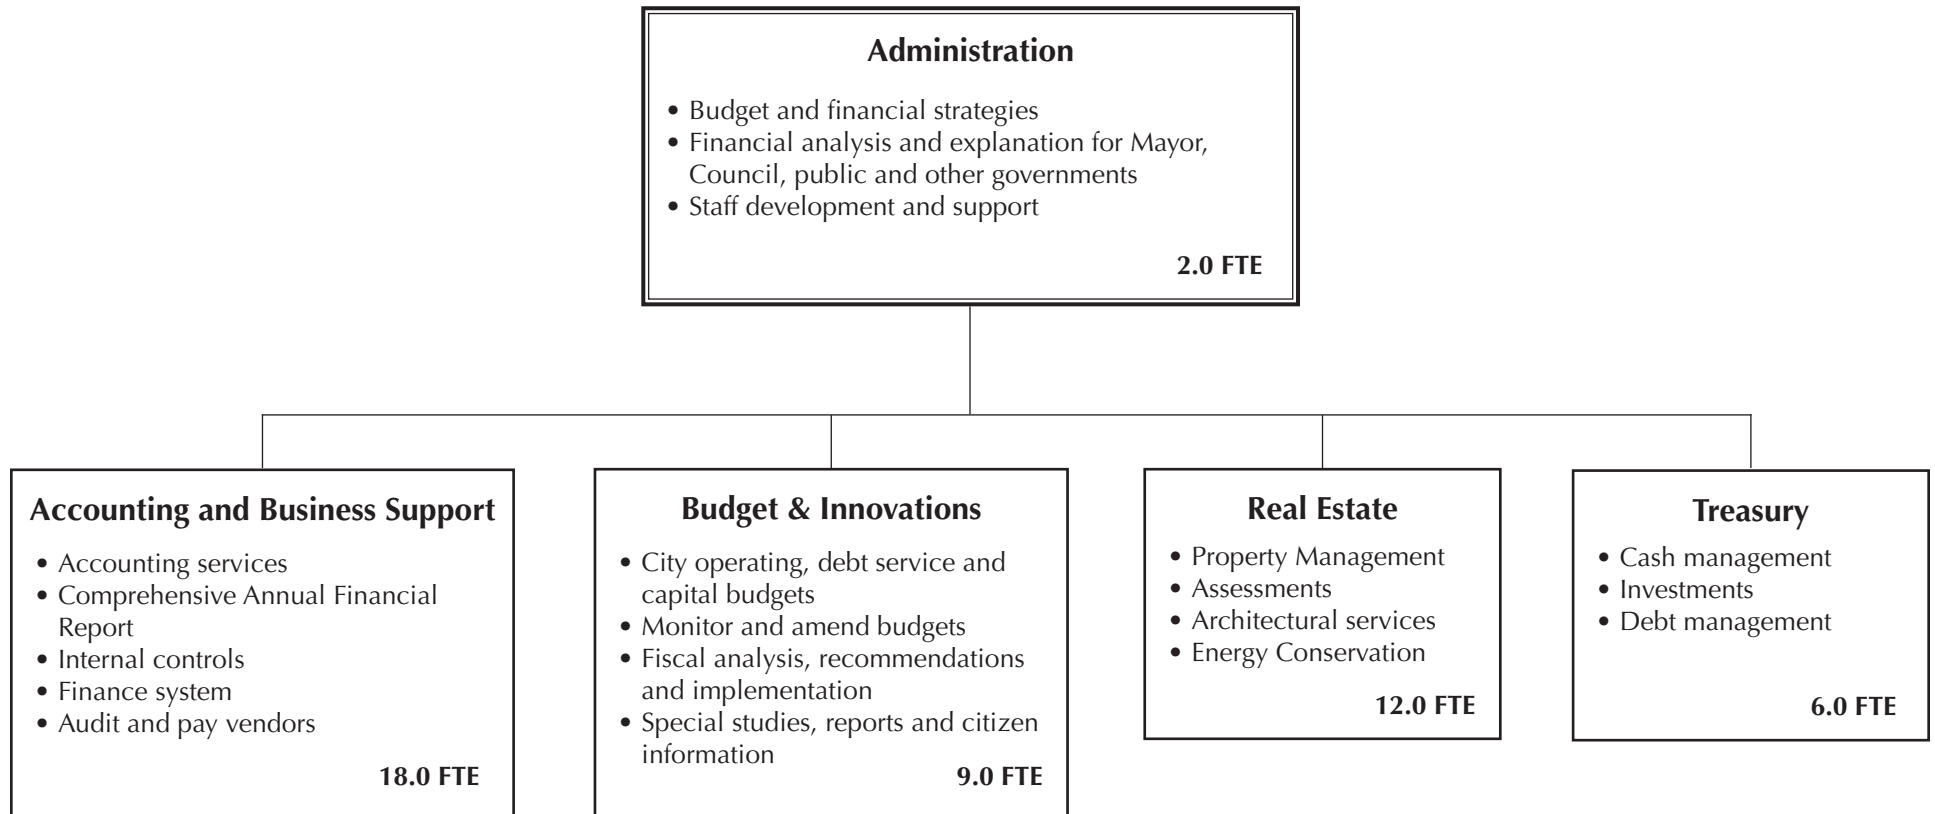 Administration
• Budget and financial strategies
• Financial analysis and explanation for Mayor,
Council, public and other governments
• Staff development and support
2.0 FTE
Accounting and Business Support
• Accounting services
• Comprehensive Annual Financial
Report
• Internal controls
• Finance system
• Audit and pay vendors
18.0 FTE
Budget & Innovations
• City operating, debt service and
capital budgets
• Monitor and amend budgets
• Fiscal analysis, recommendations
and implementation
• Special studies, reports and citizen
information
9.0 FTE
Real Estate
• Property Management
• Assessments
• Architectural services
• Energy Conservation
12.0 FTE
Treasury
• Cash management
• Investments
• Debt management
6.0 FTE